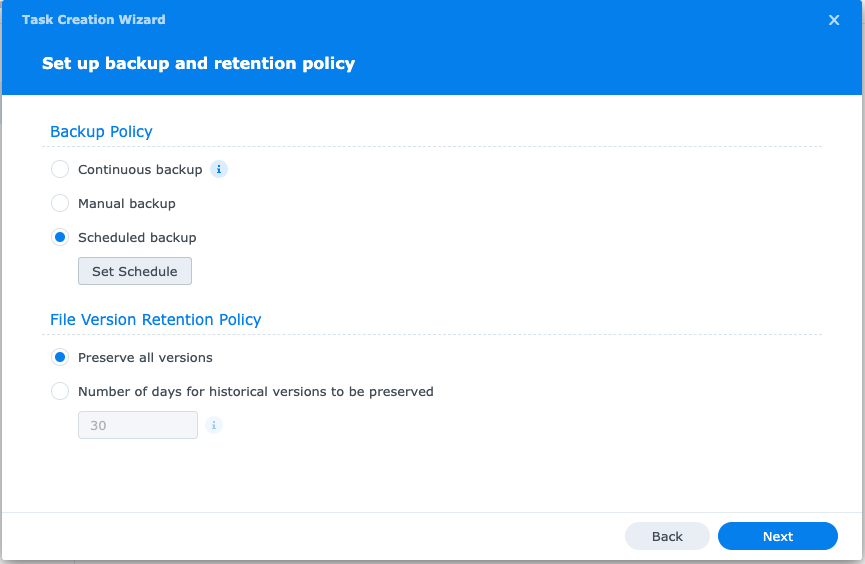 Task Creation Wizard
Set up backup and retention policy
Backup Policy
Continuous backup
Manual backup
Scheduled backup
Set Schedule
File Version Retention Policy
Preserve all versions
Number of days for historical versions to be preserved
30
Back Next